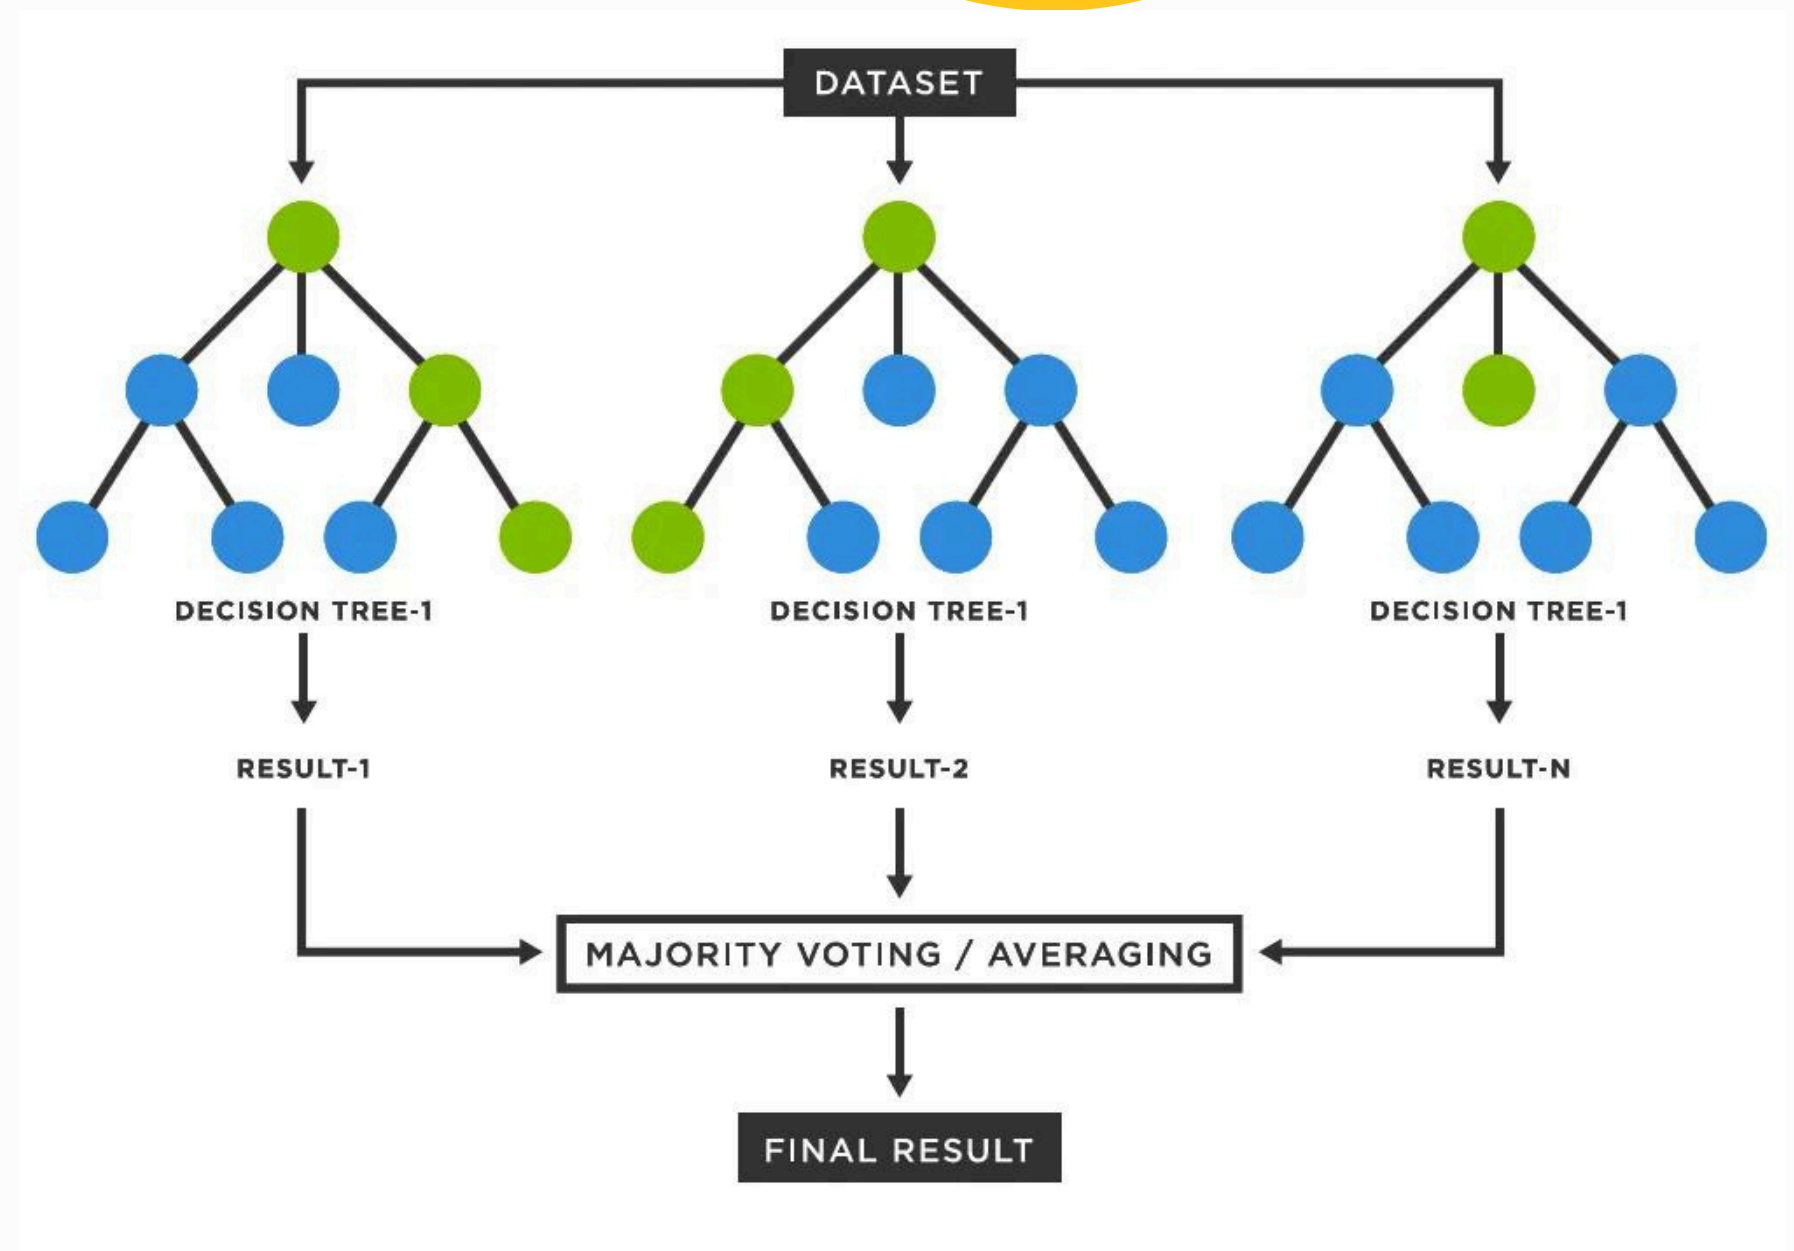 DATASET
DECISION TREE-1
DECISION TREE-1
DECISION TREE-1
RESULT-1
RESULT-2
RESULT-N
MAJORITY VOTING / AVERAGING
FINAL RESULT